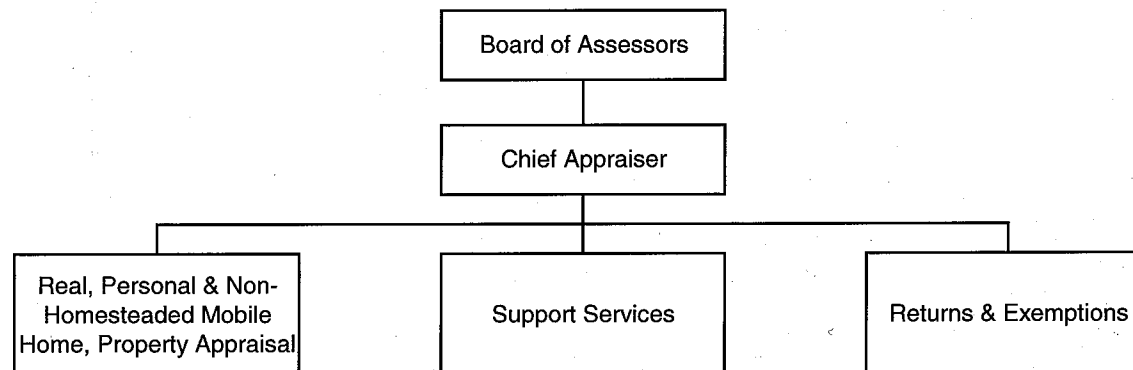 Board of Assessors
Chief Appraiser
Real, Personal & Non-
Homesteaded Mobile
Home, Property Appraisal
Support Services
Returns & Exemptions